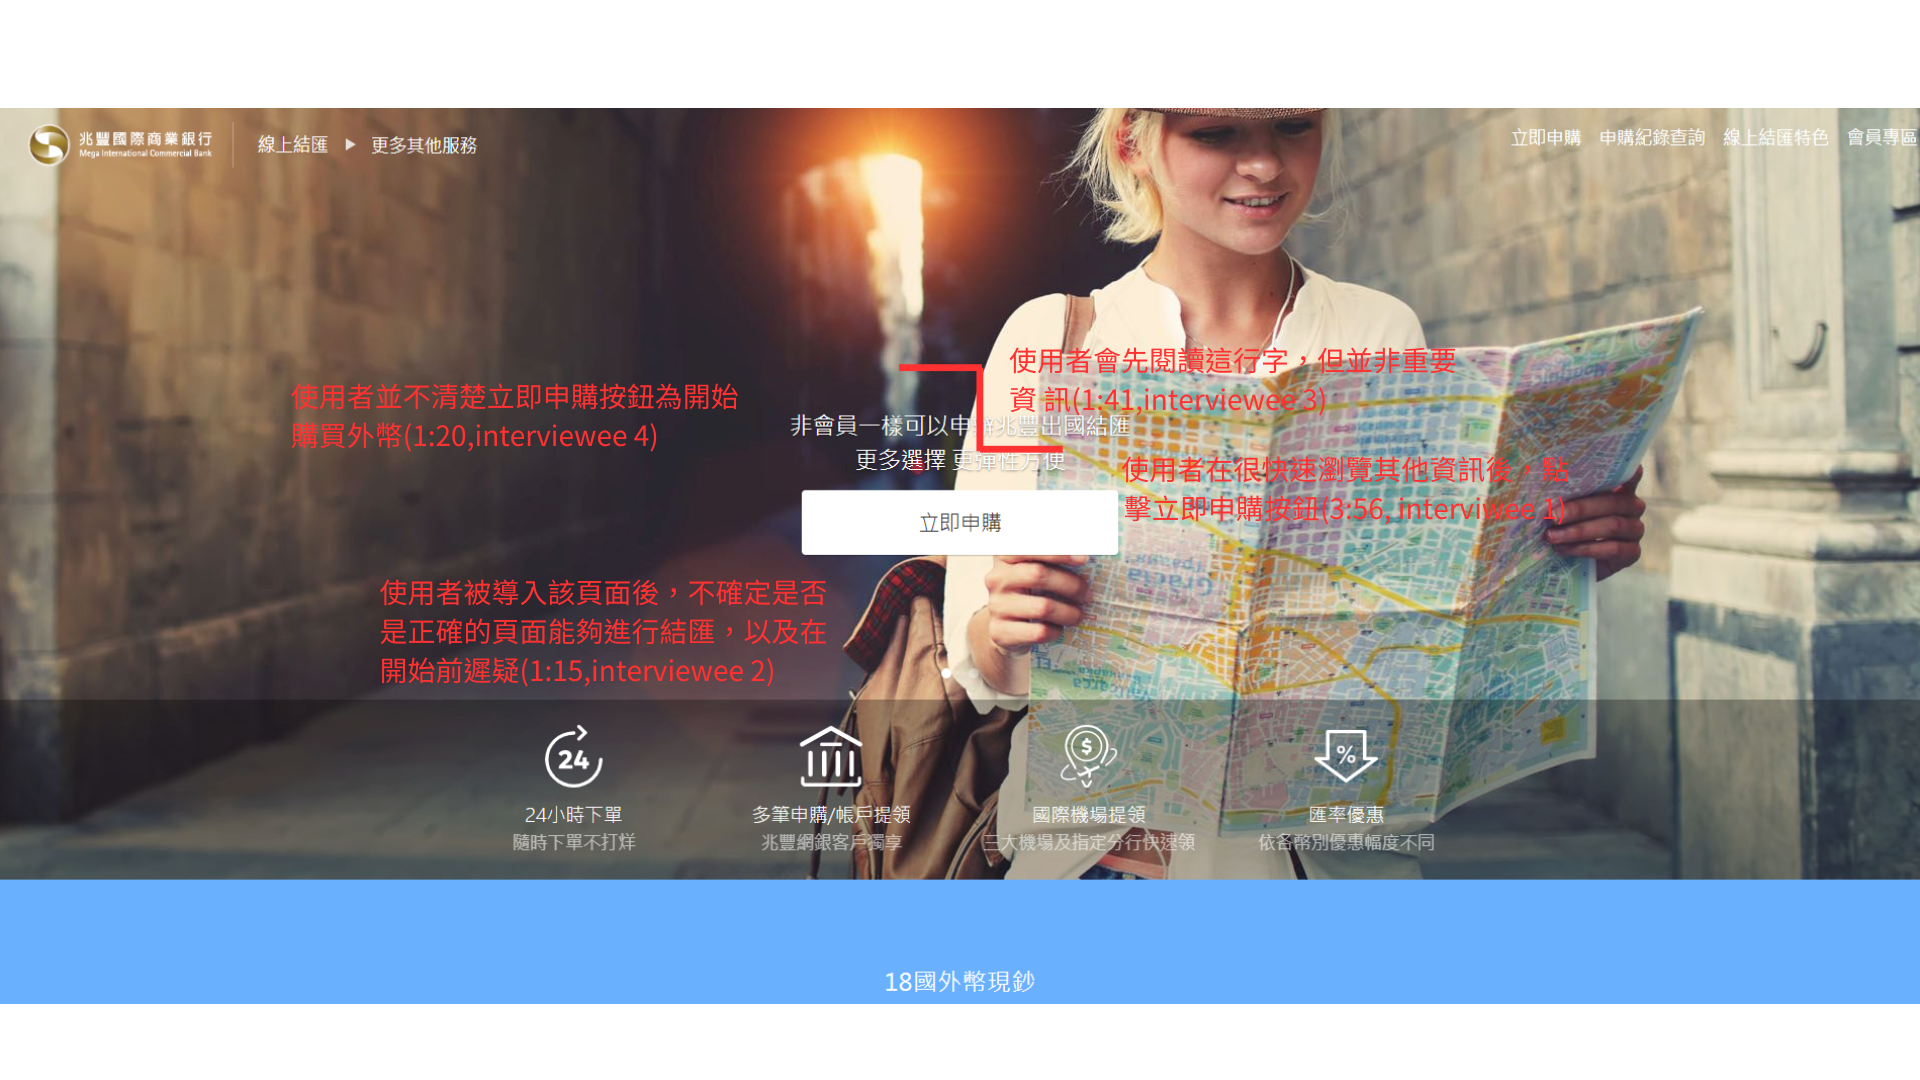 兆豐國際商業銀行
Mega International Commercial Bank
線上結匯 ▶ 更多其他服務
立即申購 申購紀錄查詢 線上結匯特色 會員專區
使用者會先閱讀這行字，但並非重要
資 訊(1:41,interviewee 3)
使用者並不清楚立即申購按鈕為開始
購買外幣(1:20,interviewee 4)
非會員一樣可以申辦兆豐出國結匯
更多選擇 更彈性方便
使用者在很快速瀏覽其他資訊後，點
擊立即申購按鈕(3:56, interviwee 1)
立即申購
使用者被導入該頁面後，不確定是否
是正確的頁面能夠進行結匯，以及在
開始前遲疑(1:15,interviewee 2)
24
$
%
24小時下單
隨時下單不打烊
多筆申購/帳戶提領
兆豐網銀客戶獨享
國際機場提領
三大機場及指定分行快速領
匯率優惠
依各幣別優惠幅度不同
18國外幣現鈔